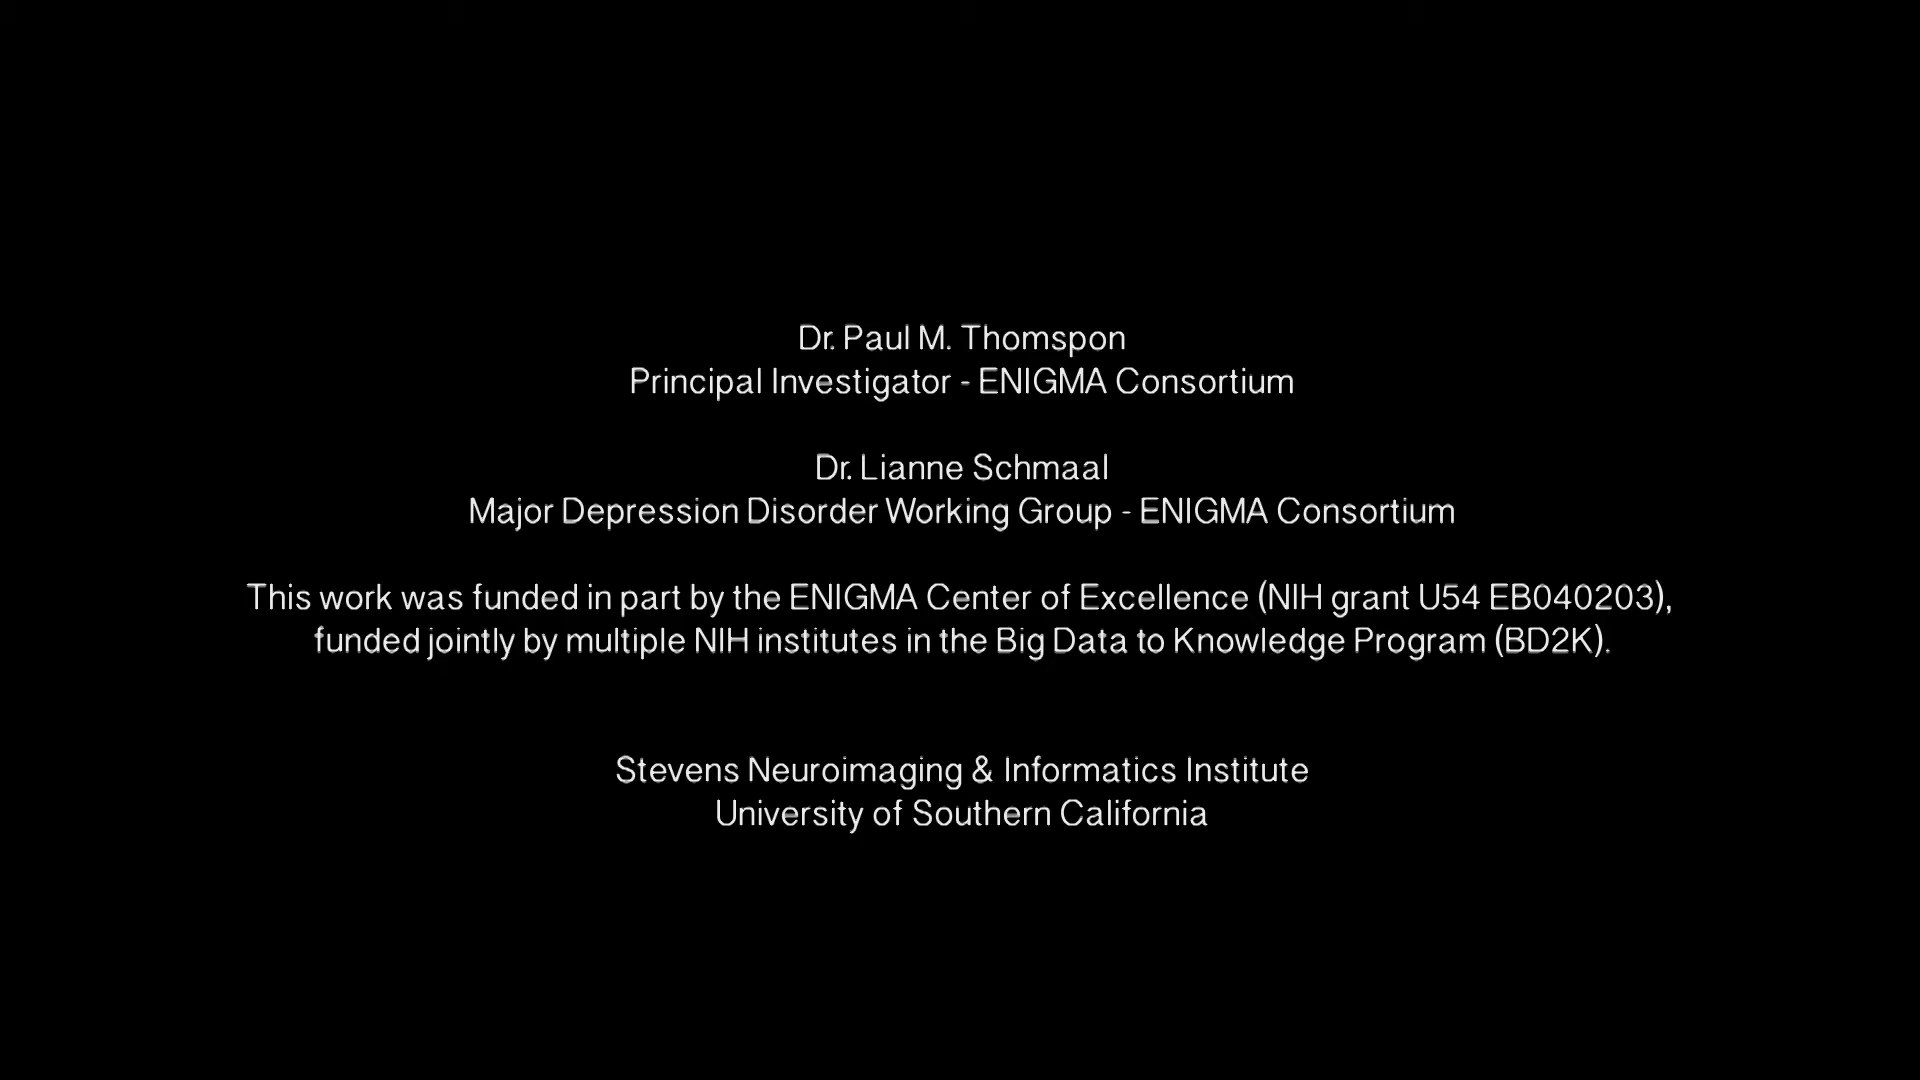 Dr. Paul M. Thomspon
Principal Investigator - ENIGMA Consortium
Dr. Lianne Schmaal
Major Depression Disorder Working Group - ENIGMA Consortium
This work was funded in part by the ENIGMA Center of Excellence (NIH grant U54 EB040203),
funded jointly by multiple NIH institutes in the Big Data to Knowledge Program (BD2K).
Stevens Neuroimaging & Informatics Institute
University of Southern California